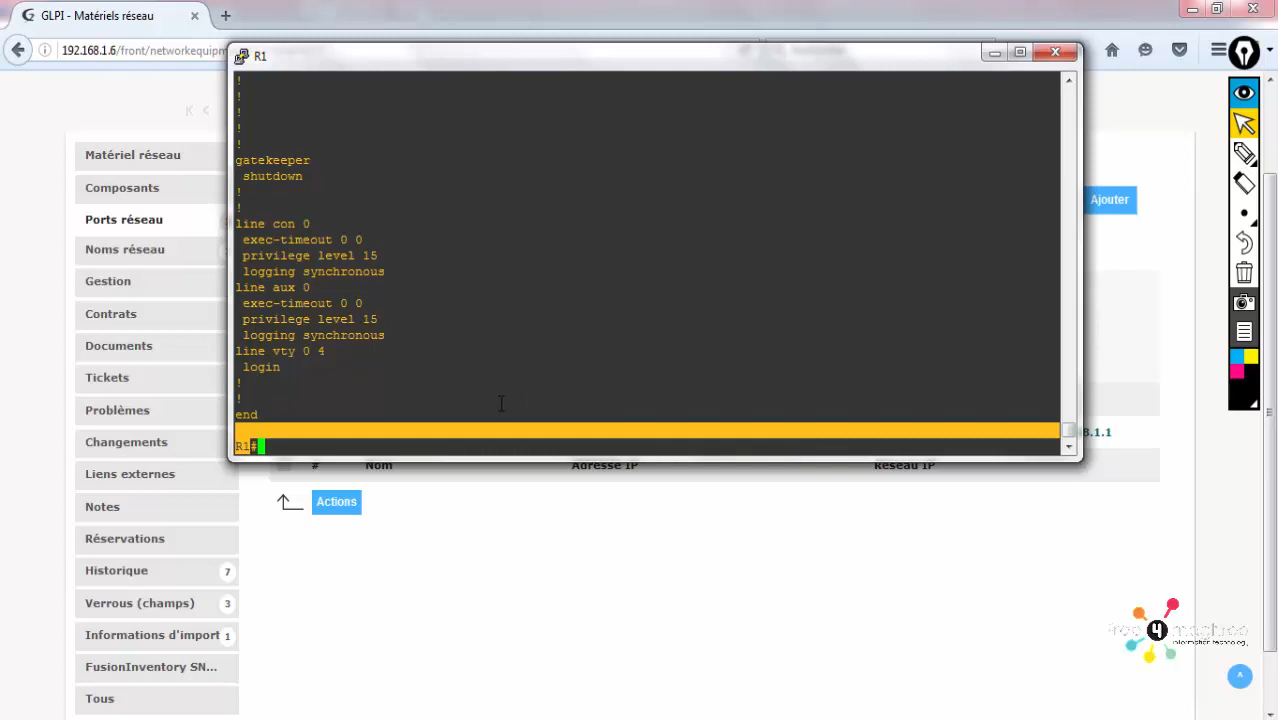 GLPI - Matériels réseau
192.168.1.6/front/networkequipm
R1
!
!
!
!
!
gatekeeper
shutdown
!
!
line con 0
exec-timeout 0 0
privilege level 15
logging synchronous
line aux 0
exec-timeout 0 0
privilege level 15
logging synchronous
line vty 0 4
login
!
!
end
R1#
Matériel réseau
Composants
Ports réseau
Noms réseau
Gestion
Contrats
Documents
Tickets
Problèmes
Changements
Liens externes
Notes
Réservations
Historique 7
Verrous (champs) 3
Informations d'import 1
FusionInventory SN...
Tous
Ajouter
8.1.1
# Nom Adresse IP Réseau IP
Actions
free 4